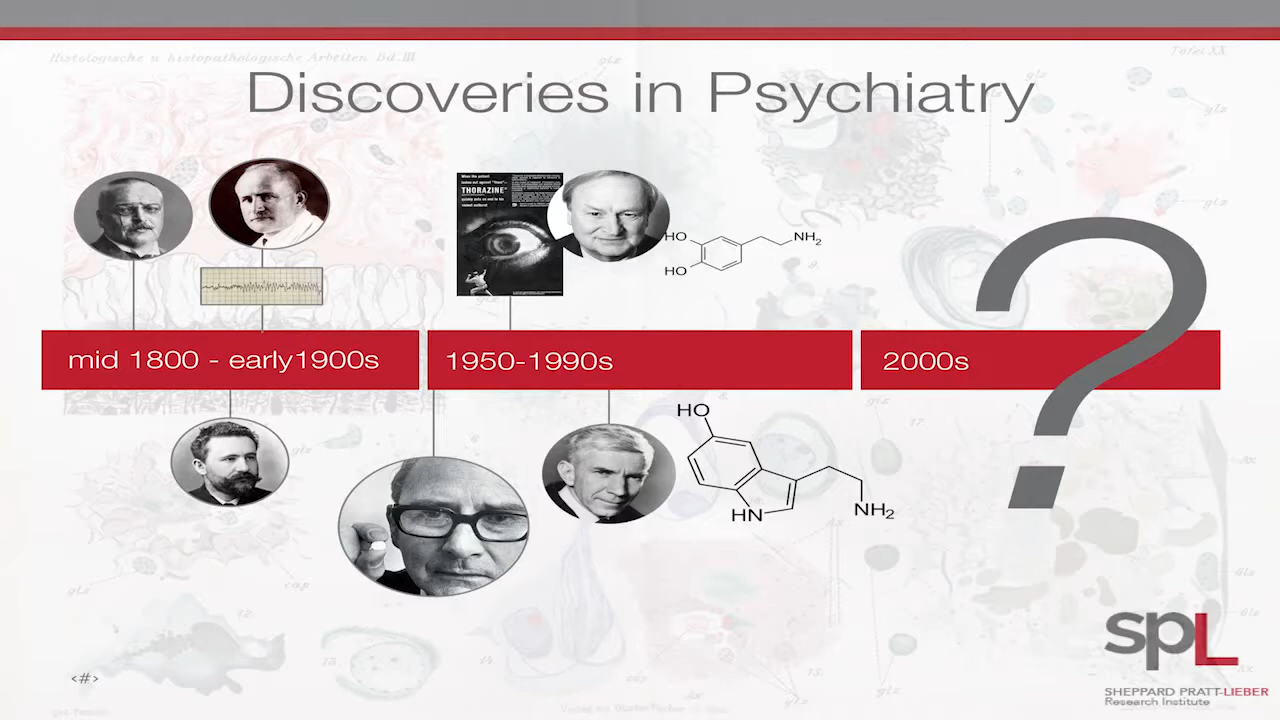 Histologische u histopathologische Arbeiten Bd. III
Tafel XX
Discoveries in Psychiatry
THORAZINE
HO
NH2
HO
mid 1800 - early1900s
1950-1990s
2000s
?
HO
HN
NH2
<#>
spL
SHEPPARD PRATT-LIEBER
Research Institute